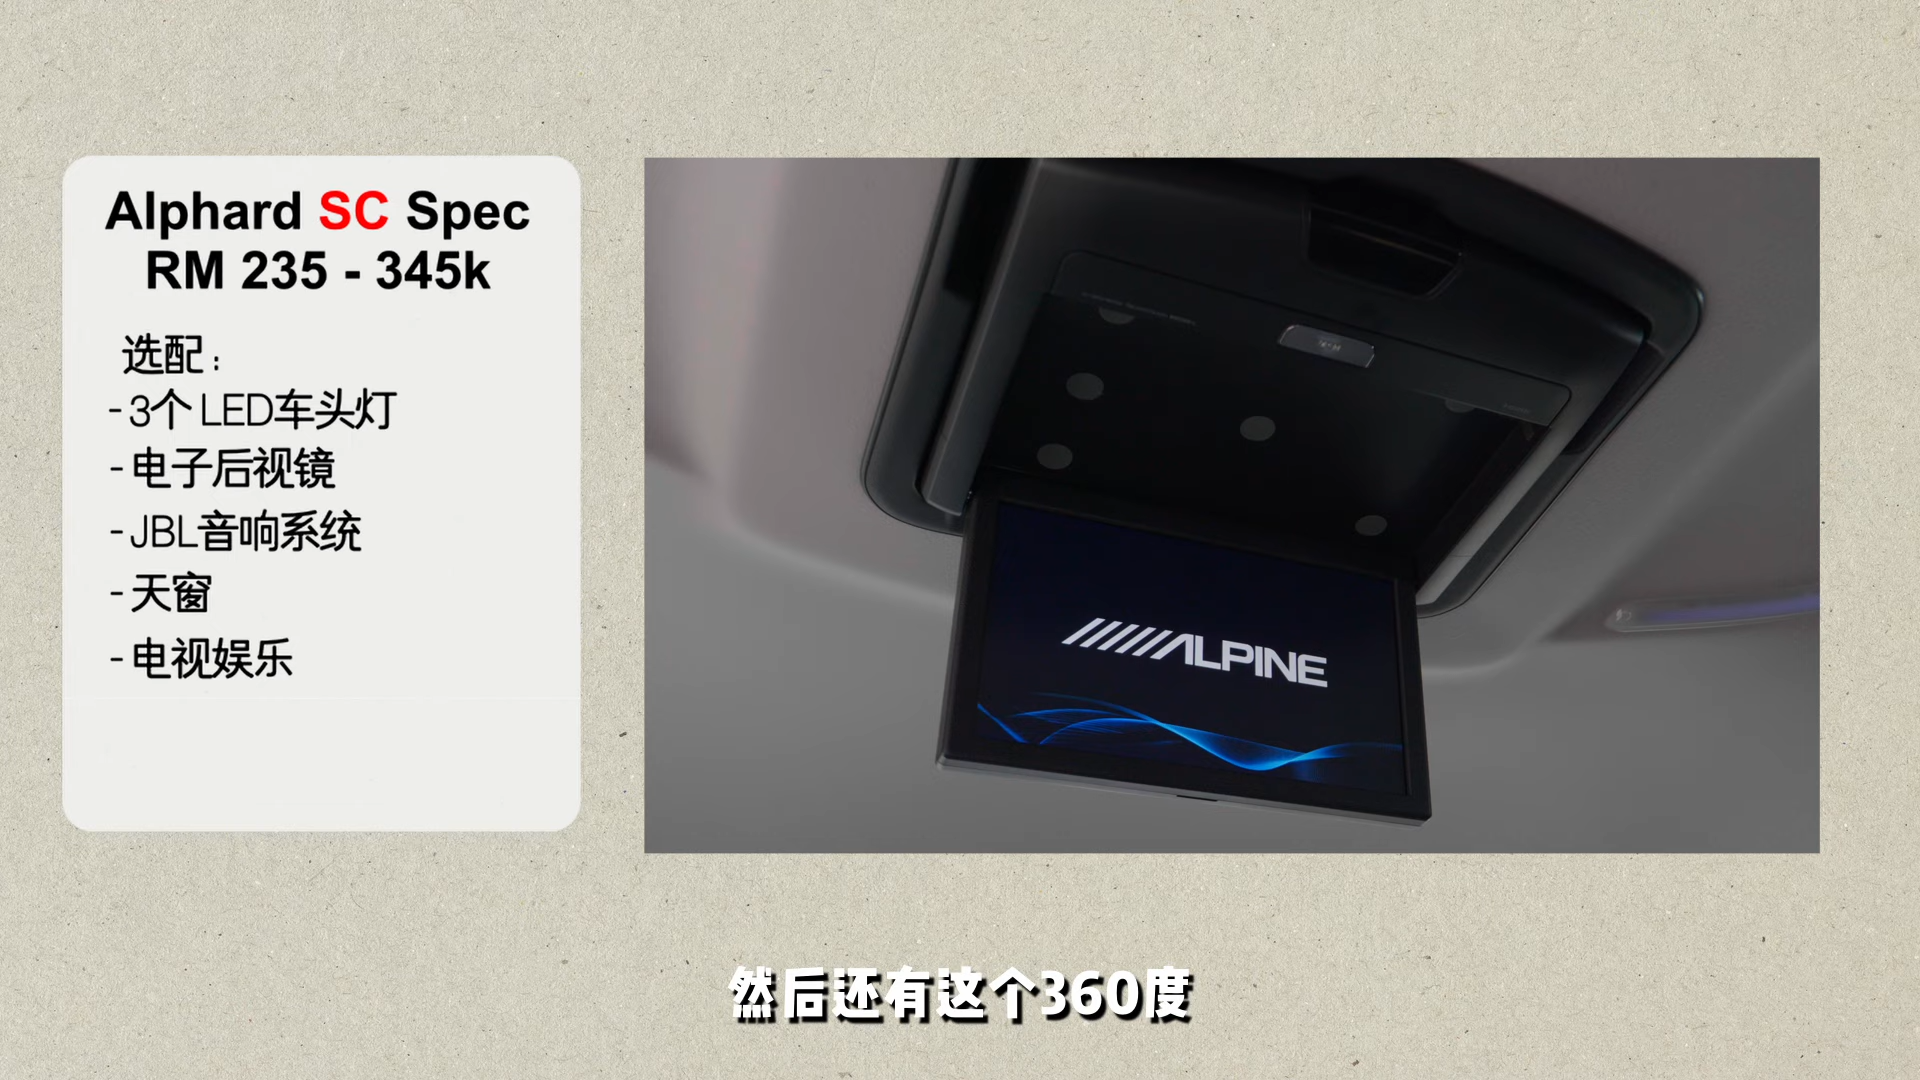 Alphard SC Spec
RM 235 - 345k
选配：
-3个LED车头灯
-电子后视镜
-JBL音响系统
-天窗
-电视娱乐
ALPINE
然后还有这个360度